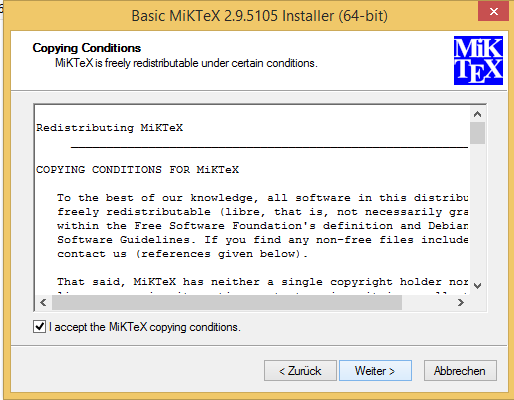 Basic MiKTeX 2.9.5105 Installer (64-bit)
Copying Conditions
MiKTeX is freely redistributable under certain conditions.
MiK
TEX
Redistributing MiKTeX
COPYING CONDITIONS FOR MiKTeX
To the best of our knowledge, all software in this distribu
freely redistributable (libre, that is, not necessarily gra
within the Free Software Foundation's definition and Debian
Software Guidelines. If you find any non-free files include
contact us (references given below).
That said, MiKTeX has neither a single copyright holder nor
I accept the MiKTeX copying conditions.
< Zurück
Weiter >
Abbrechen